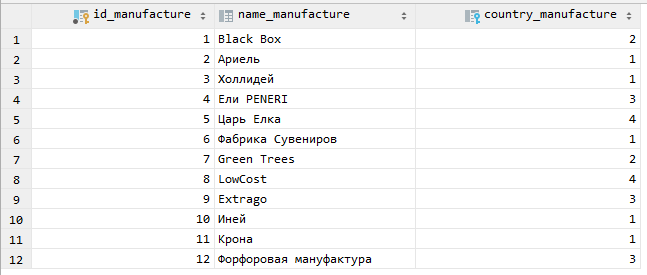 id_manufacture name_manufacture country_manufacture
1 1 Black Box 2
2 2 Ариель 1
3 3 Холлидей 1
4 4 Ели PENERI 3
5 5 Царь Елка 4
6 6 Фабрика Сувениров 1
7 7 Green Trees 2
8 8 LowCost 4
9 9 Extrago 3
10 10 Иней 1
11 11 Крона 1
12 12 Форфоровая мануфактура 3